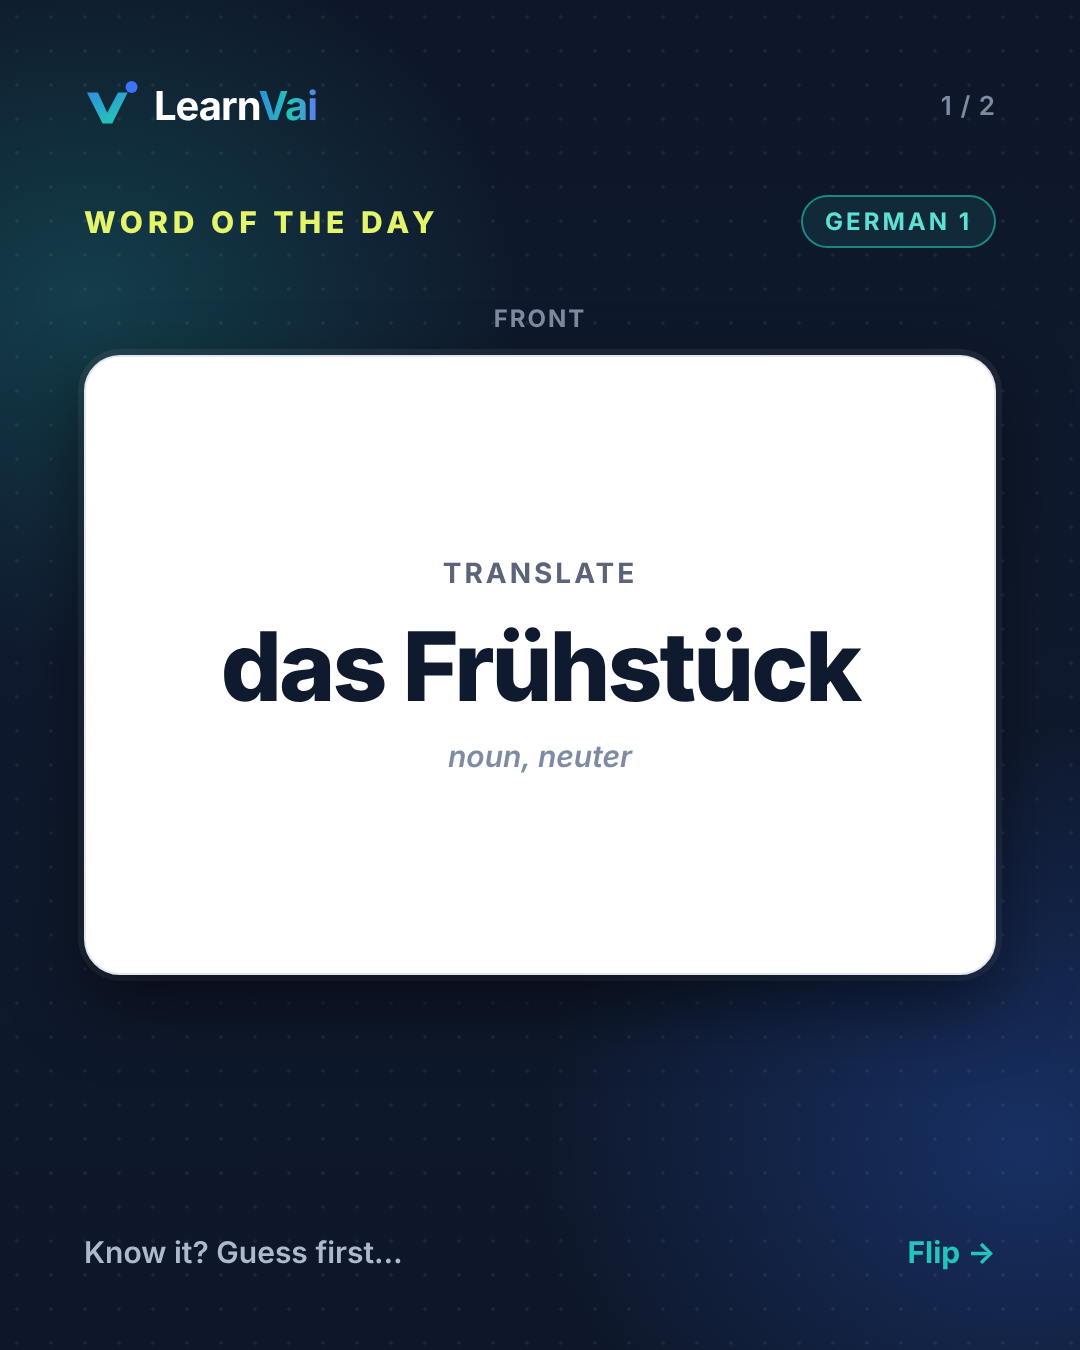 LearnVai
1 / 2
WORD OF THE DAY
GERMAN 1
FRONT
TRANSLATE
das Frühstück
noun, neuter
Know it? Guess first...
Flip →